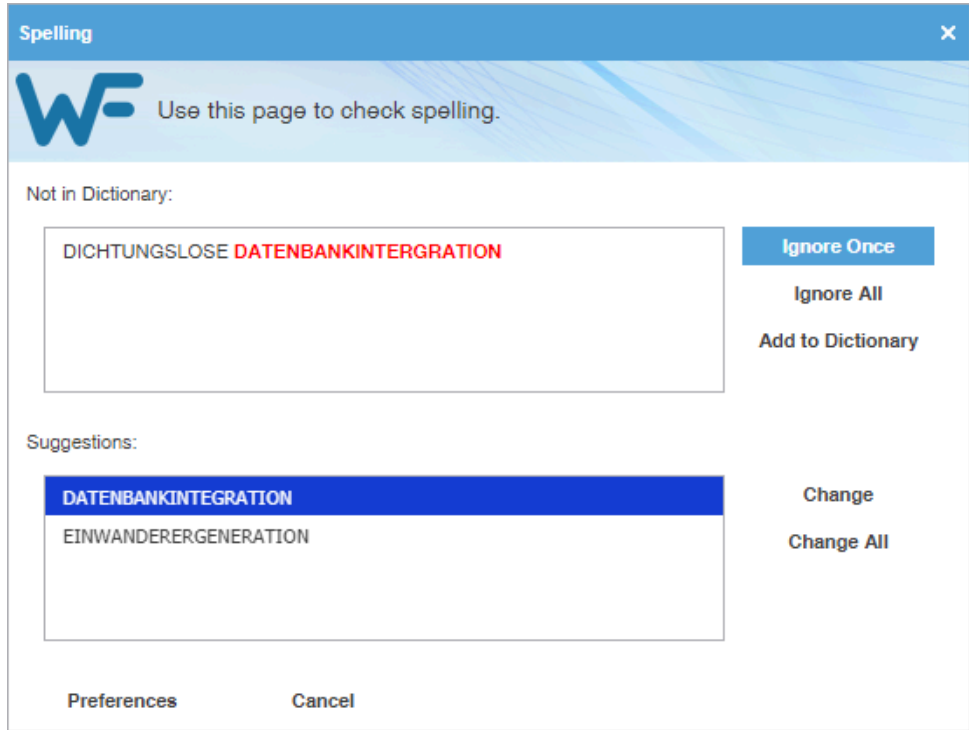 Spelling ×
WF Use this page to check spelling.
Not in Dictionary:
DICHTUNGSLOSE DATENBANKINTERGRATION
Ignore Once
Ignore All
Add to Dictionary
Suggestions:
DATENBANKINTEGRATION
EINWANDERERGENERATION
Change
Change All
Preferences Cancel